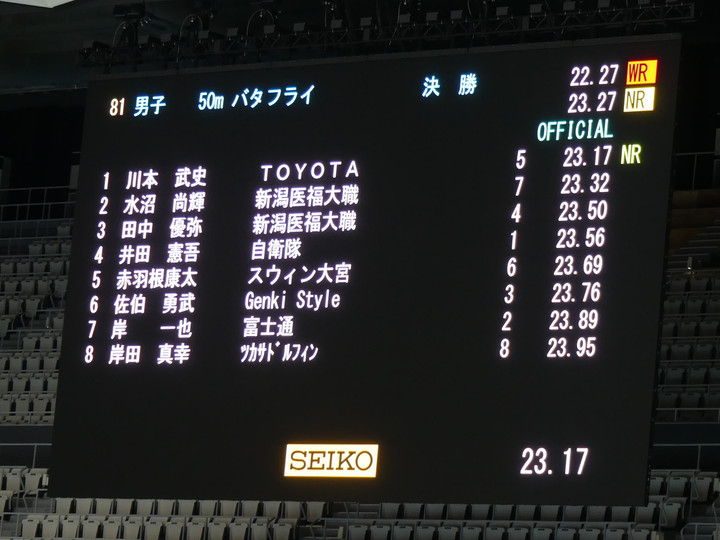 81 男子 50m バタフライ 決 勝 22.27 WR
23.27 NR
OFFICIAL
1 川本 武史 TOYOTA 5 23.17 NR
2 水沼 尚輝 新潟医福大職 7 23.32
3 田中 優弥 新潟医福大職 4 23.50
4 井田 憲吾 自衛隊 1 23.56
5 赤羽根康太 スウィン大宮 6 23.69
6 佐伯 勇武 Genki Style 3 23.76
7 岸 一也 富士通 2 23.89
8 岸田 真幸 ﾂカサﾄﾞﾙフィン 8 23.95
SEIKO 23.17